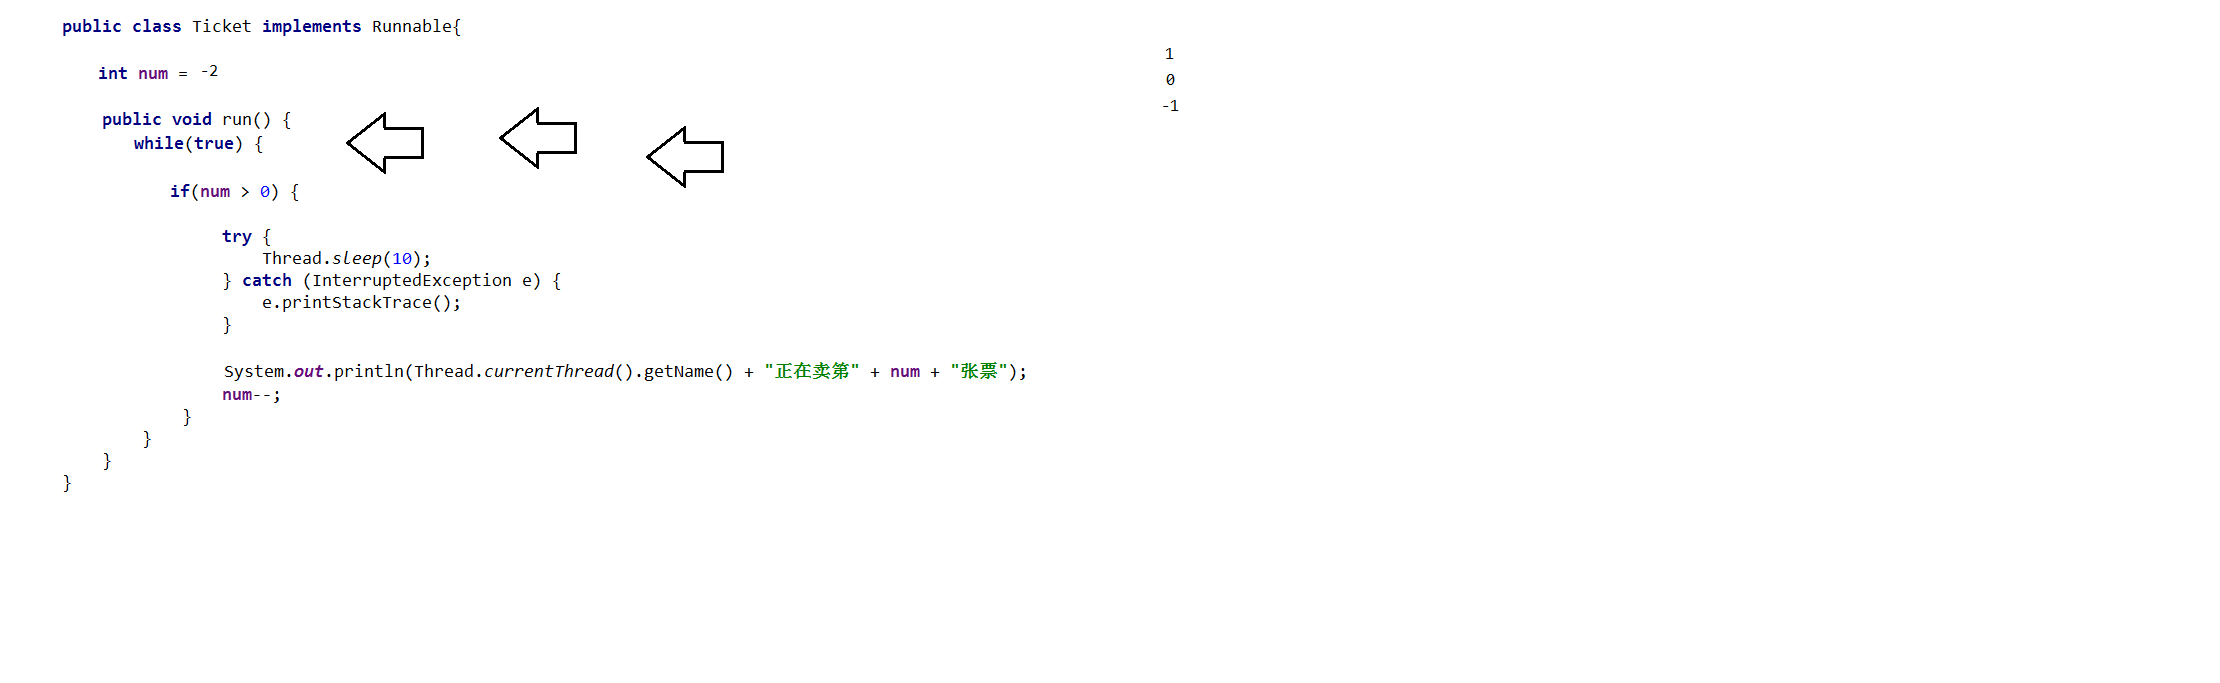 public class Ticket implements Runnable{
int num = -2
public void run() {
while(true) {
if(num > 0) {
try {
Thread.sleep(10);
} catch (InterruptedException e) {
e.printStackTrace();
}
System.out.println(Thread.currentThread().getName() + "正在卖第" + num + "张票");
num--;
}
}
}
}
1
0
-1